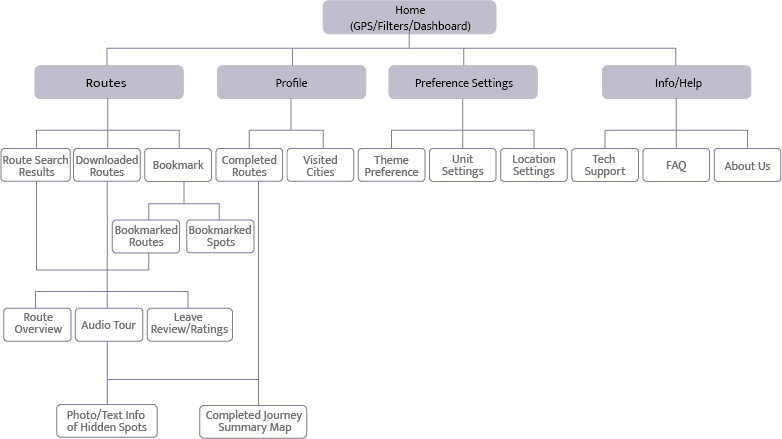 Home
(GPS/Filters/Dashboard)
Routes
Profile
Preference Settings
Info/Help
Route Search
Results
Downloaded
Routes
Bookmark
Completed
Routes
Visited
Cities
Theme
Preference
Unit
Settings
Location
Settings
Tech
Support
FAQ
About Us
Bookmarked
Routes
Bookmarked
Spots
Route
Overview
Audio Tour
Leave
Review/Ratings
Photo/Text Info
of Hidden Spots
Completed Journey
Summary Map